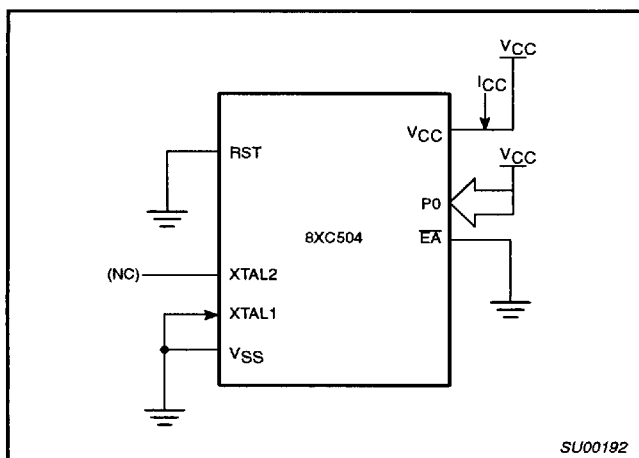 VCC
ICC
VCC
RST
VCC
P0
8XC504
EA
(NC)
XTAL2
XTAL1
VSS
SU00192